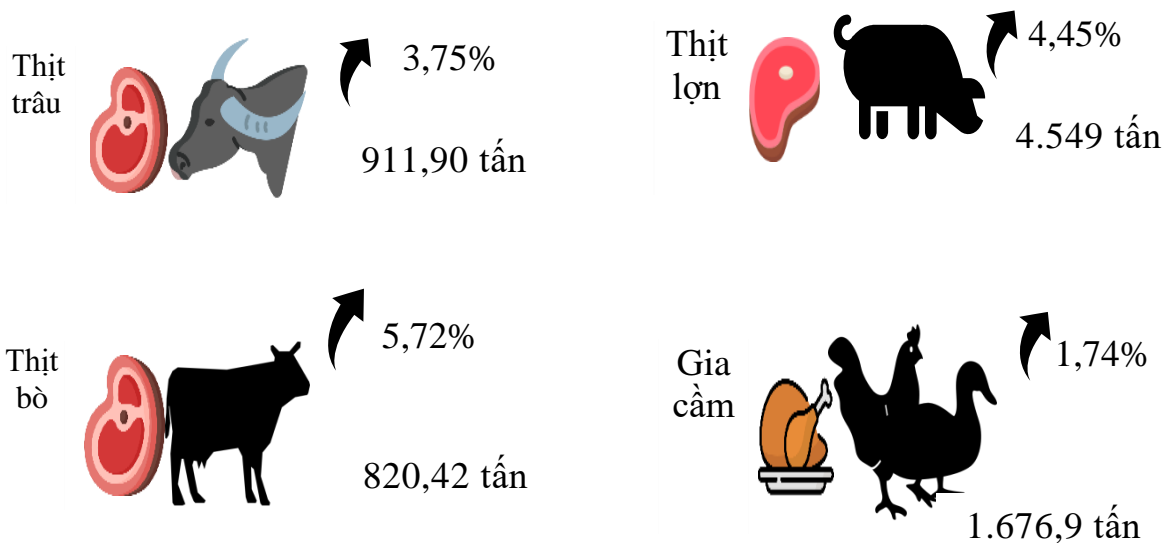 Thịt
trâu
3,75%
911,90 tấn
Thịt
lợn
4,45%
4.549 tấn
Thịt
bò
5,72%
820,42 tấn
Gia
cầm
1,74%
1.676,9 tấn